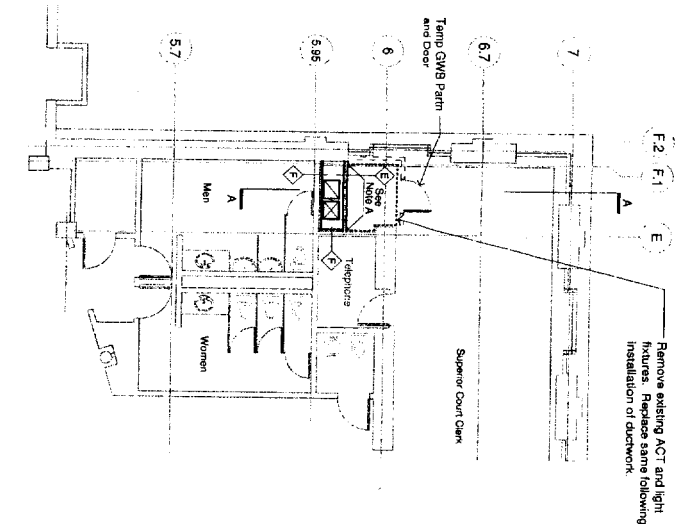 Remove existing ACT and light
fixtures. Replace same following
installation of ductwork.
F.2
F.1
E
A
7
6.7
6
5.95
5.7
Temp GWB Partn
and Door
E
See
Note A
F
F
A
Men
Telephone
Women
Superior Court Clerk